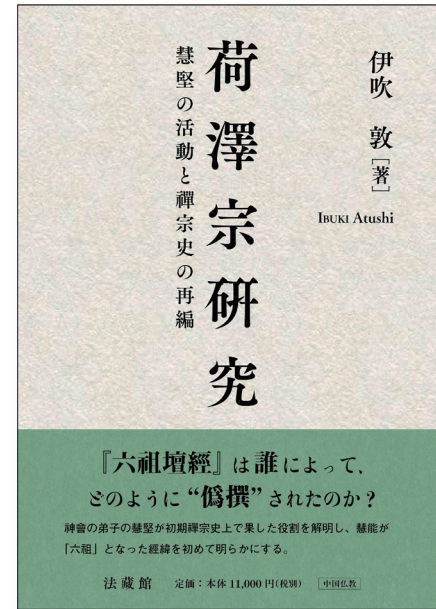 伊吹 敦[著]
IBUKI Atushi
荷澤宗研究
慧堅の活動と禪宗史の再編
『六祖壇經』は誰によって、
どのように“僞撰”されたのか？
神會の弟子の慧堅が初期禪宗史上で果した役割を解明し、慧能が
「六祖」となった經緯を初めて明らかにする。
法藏館 定価：本体 11,000 円(税別) 中国仏教